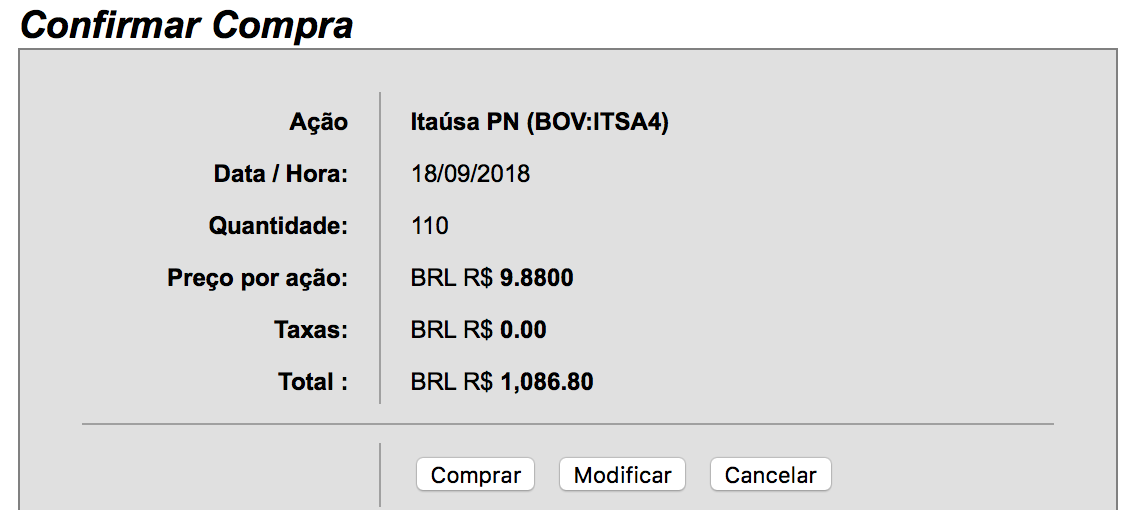 Confirmar Compra
Ação Itaúsa PN (BOV:ITSA4)
Data / Hora: 18/09/2018
Quantidade: 110
Preço por ação: BRL R$ 9.8800
Taxas: BRL R$ 0.00
Total : BRL R$ 1,086.80
Comprar Modificar Cancelar